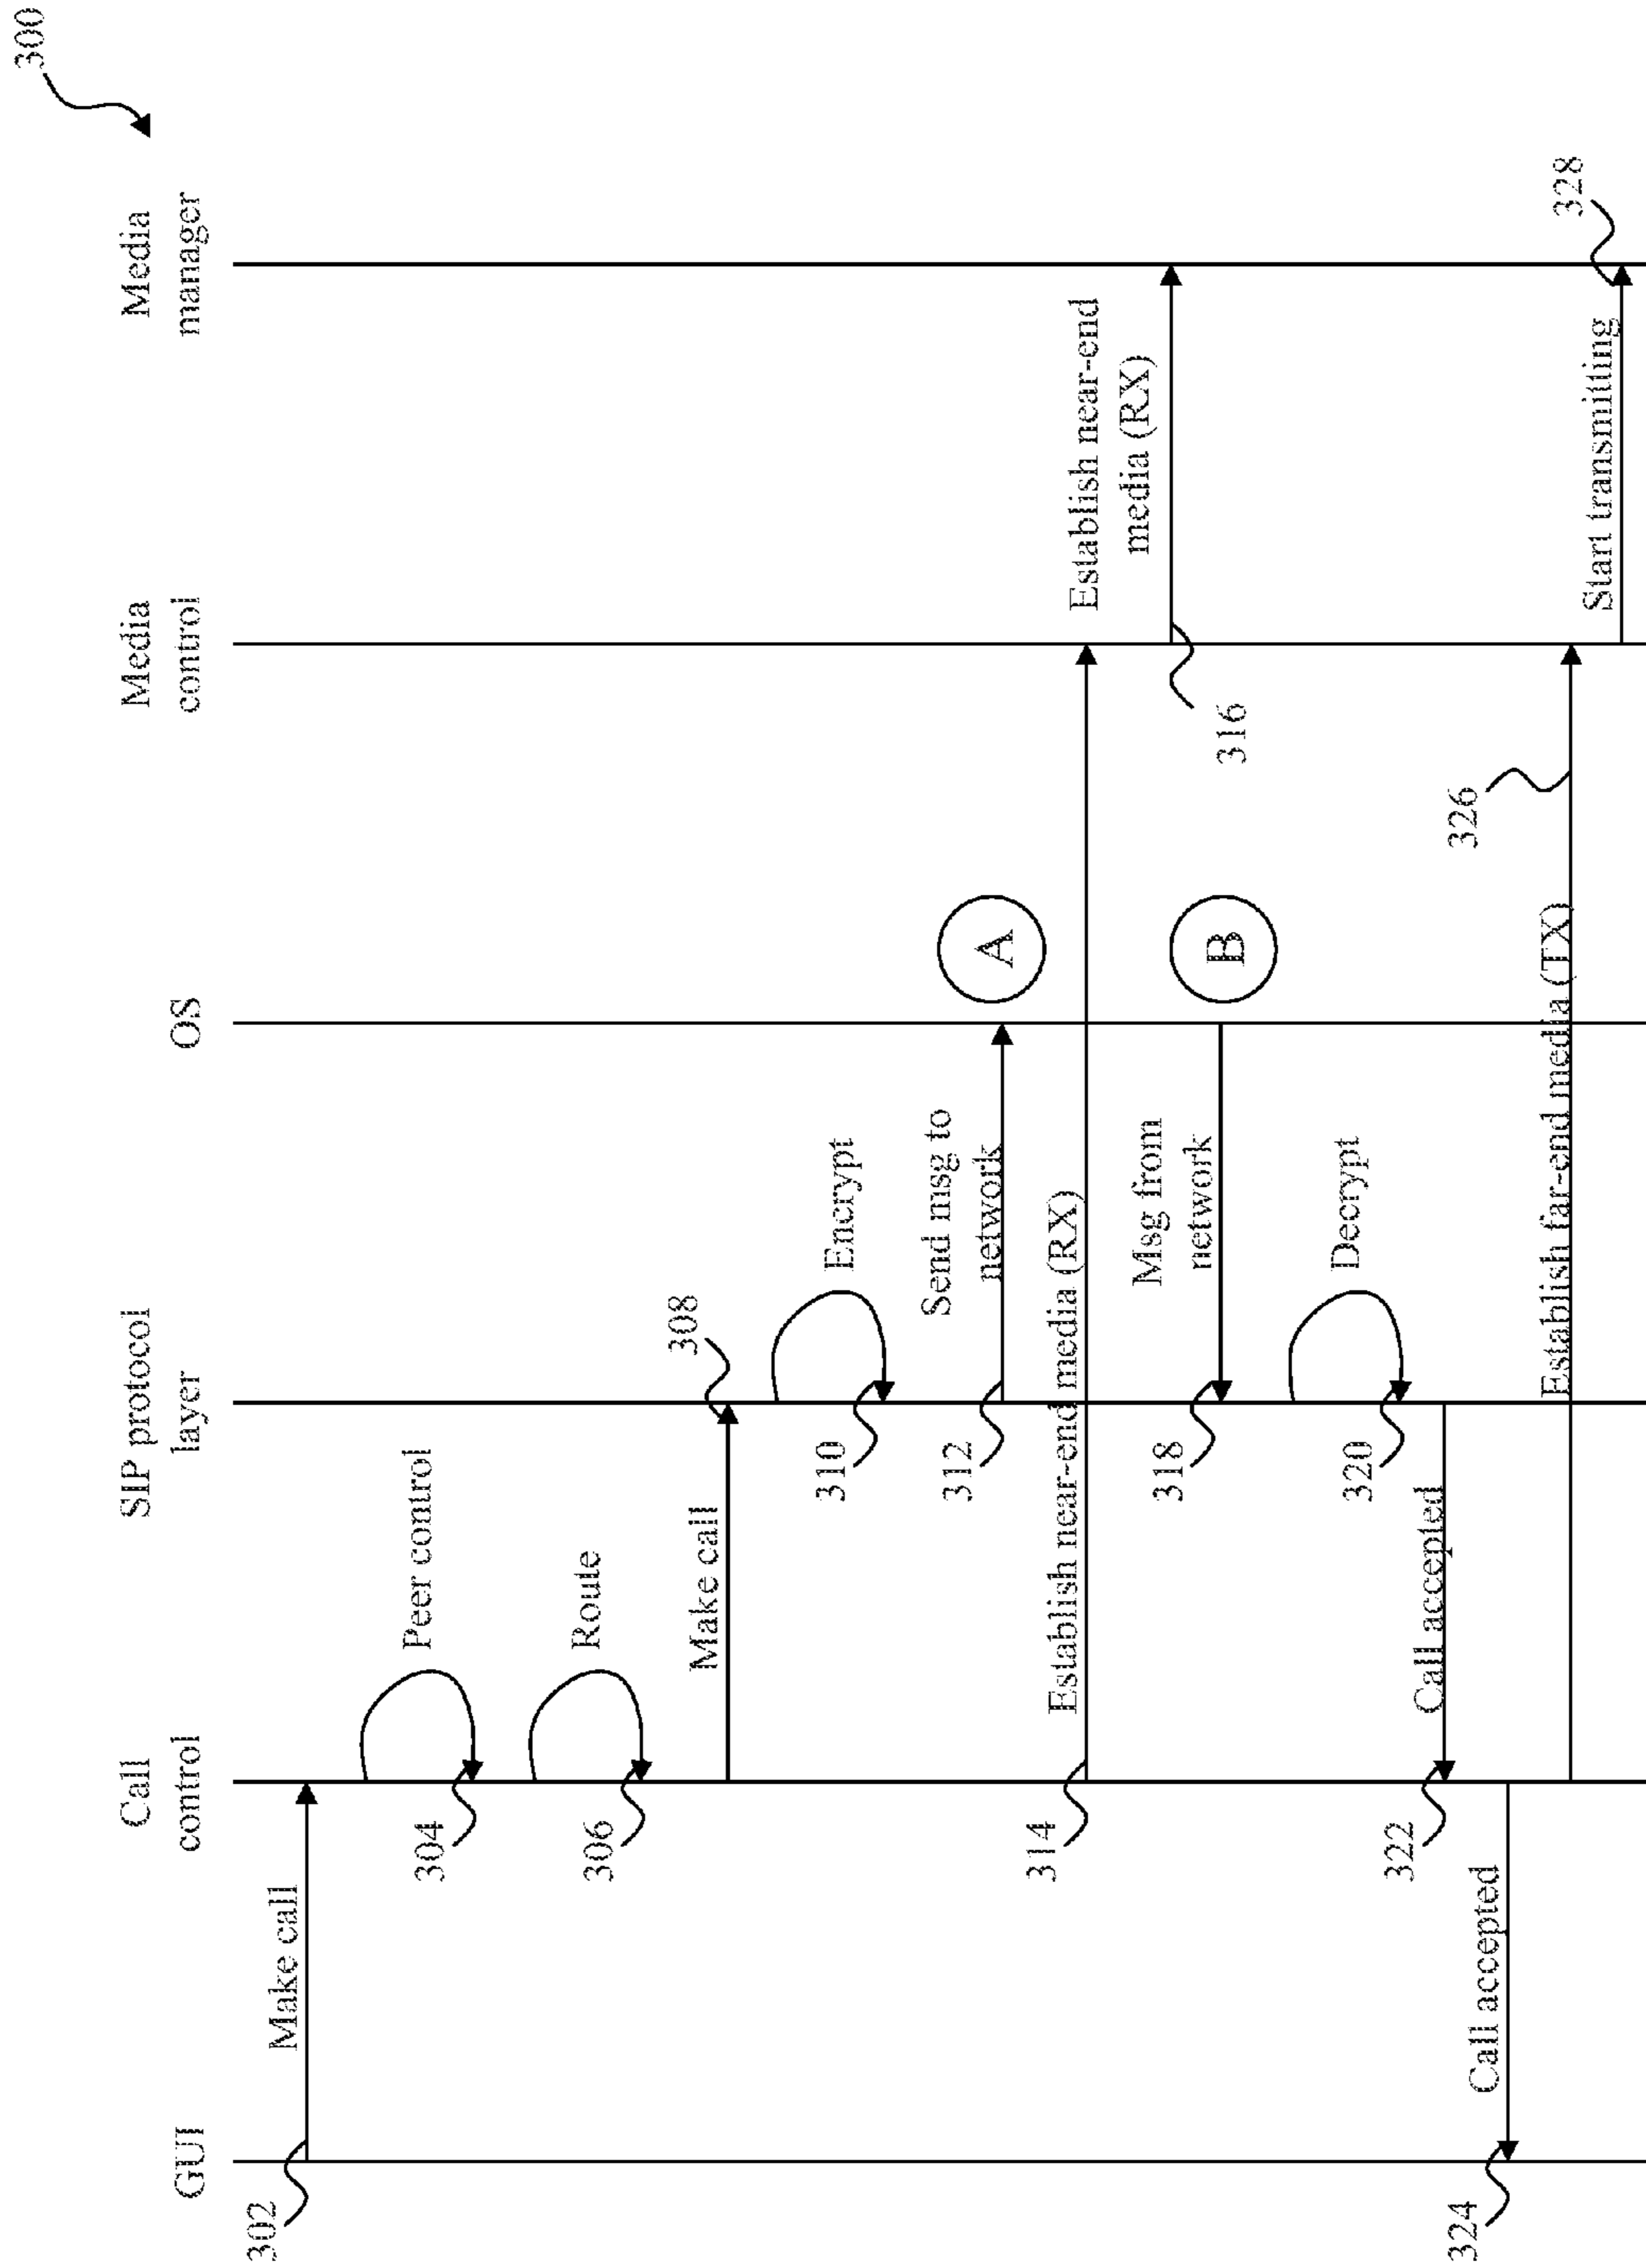 300
GUI
Call
control
SIP protocol
layer
OS
Media
control
Media
manager
302
Make call
Peer control
304
Route
306
308
Make call
Encrypt
310
Send msg to
network
312
A
Establish near-end media (RX)
314
Establish near-end
media (RX)
316
Msg from
network
318
B
Decrypt
320
Call accepted
322
Call accepted
324
Establish far-end media (TX)
326
Start transmitting
328